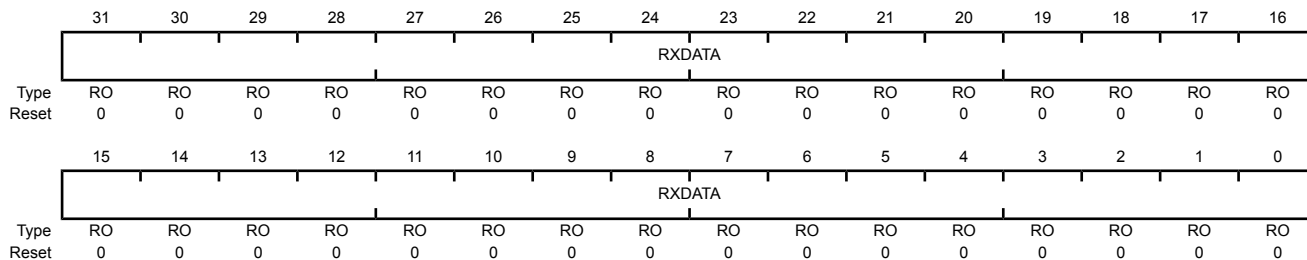 31 30 29 28 27 26 25 24 23 22 21 20 19 18 17 16
RXDATA
Type RO RO RO RO RO RO RO RO RO RO RO RO RO RO RO RO
Reset 0 0 0 0 0 0 0 0 0 0 0 0 0 0 0 0
15 14 13 12 11 10 9 8 7 6 5 4 3 2 1 0
RXDATA
Type RO RO RO RO RO RO RO RO RO RO RO RO RO RO RO RO
Reset 0 0 0 0 0 0 0 0 0 0 0 0 0 0 0 0